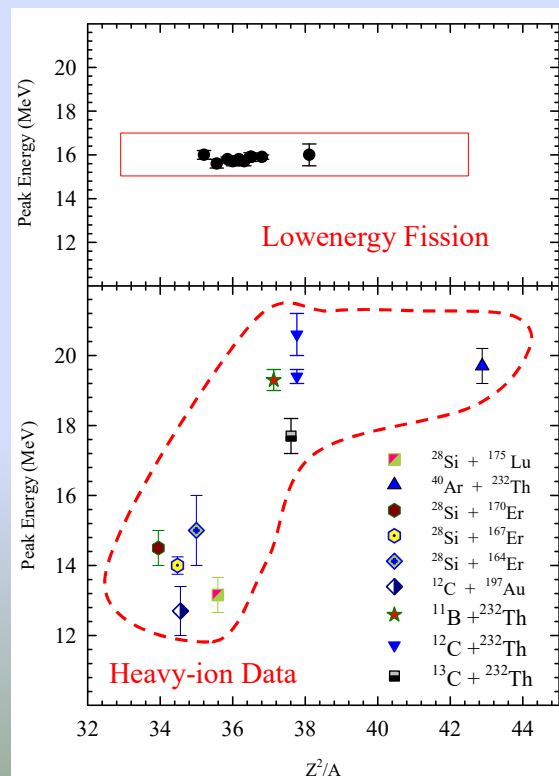 Peak Energy (MeV)
20
18
16
14
12
Lowenergy Fission
Peak Energy (MeV)
20
18
16
14
12
²⁸Si + ¹⁷⁵Lu
⁴⁰Ar + ²³²Th
²⁸Si + ¹⁷⁰Er
²⁸Si + ¹⁶⁷Er
²⁸Si + ¹⁶⁴Er
¹²C + ¹⁹⁷Au
¹¹B +²³²Th
¹²C +²³²Th
¹³C + ²³²Th
Heavy-ion Data
32 34 36 38 40 42 44
Z²/A